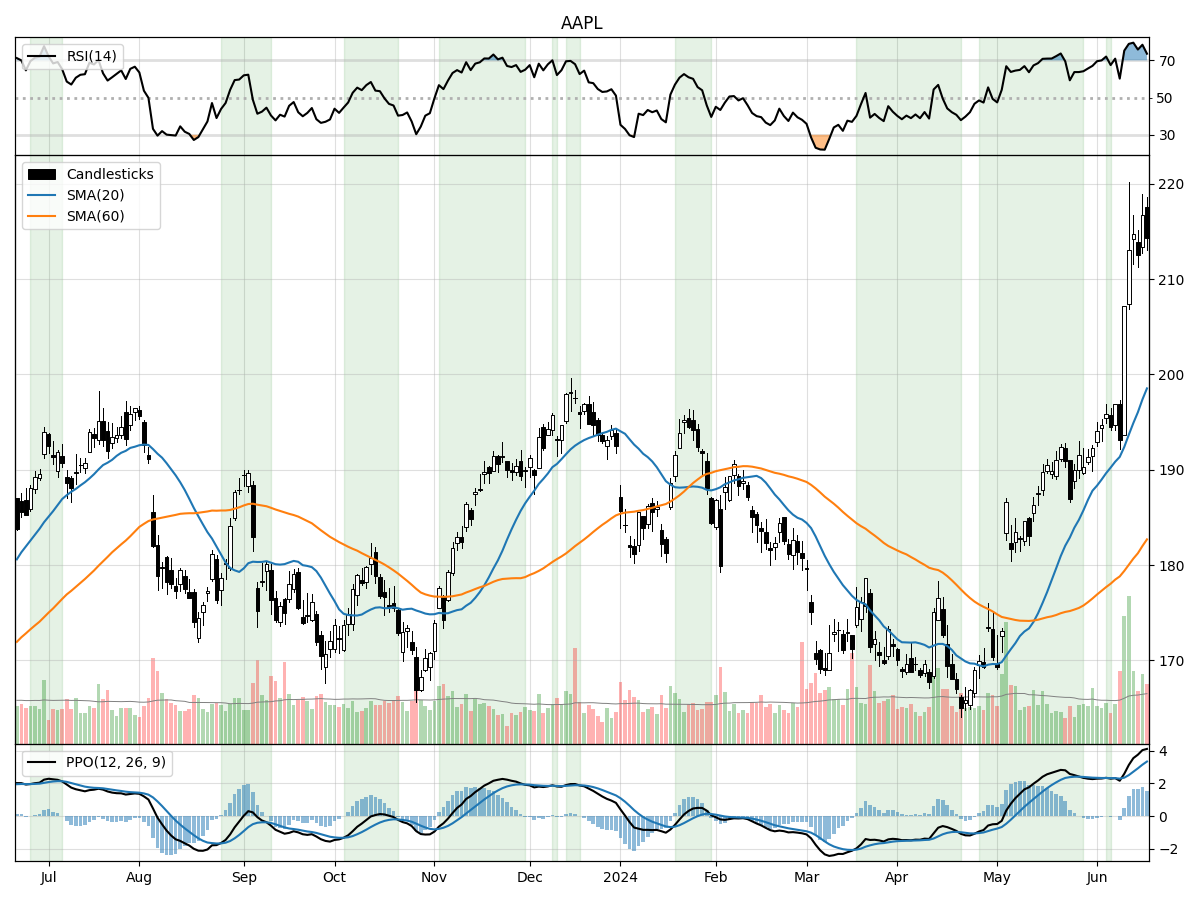 AAPL
RSI(14)
70
50
30
Candlesticks
SMA(20)
SMA(60)
220
210
200
190
180
170
PPO(12, 26, 9)
4
2
0
−2
Jul Aug Sep Oct Nov Dec 2024 Feb Mar Apr May Jun